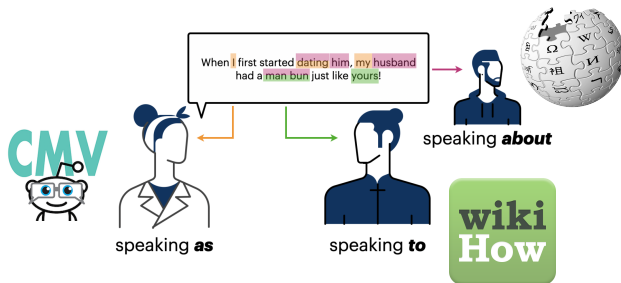 When I first started dating him, my husband
had a man bun just like yours!
CMV
speaking as
speaking to
speaking about
W
Ω
И
wiki
How